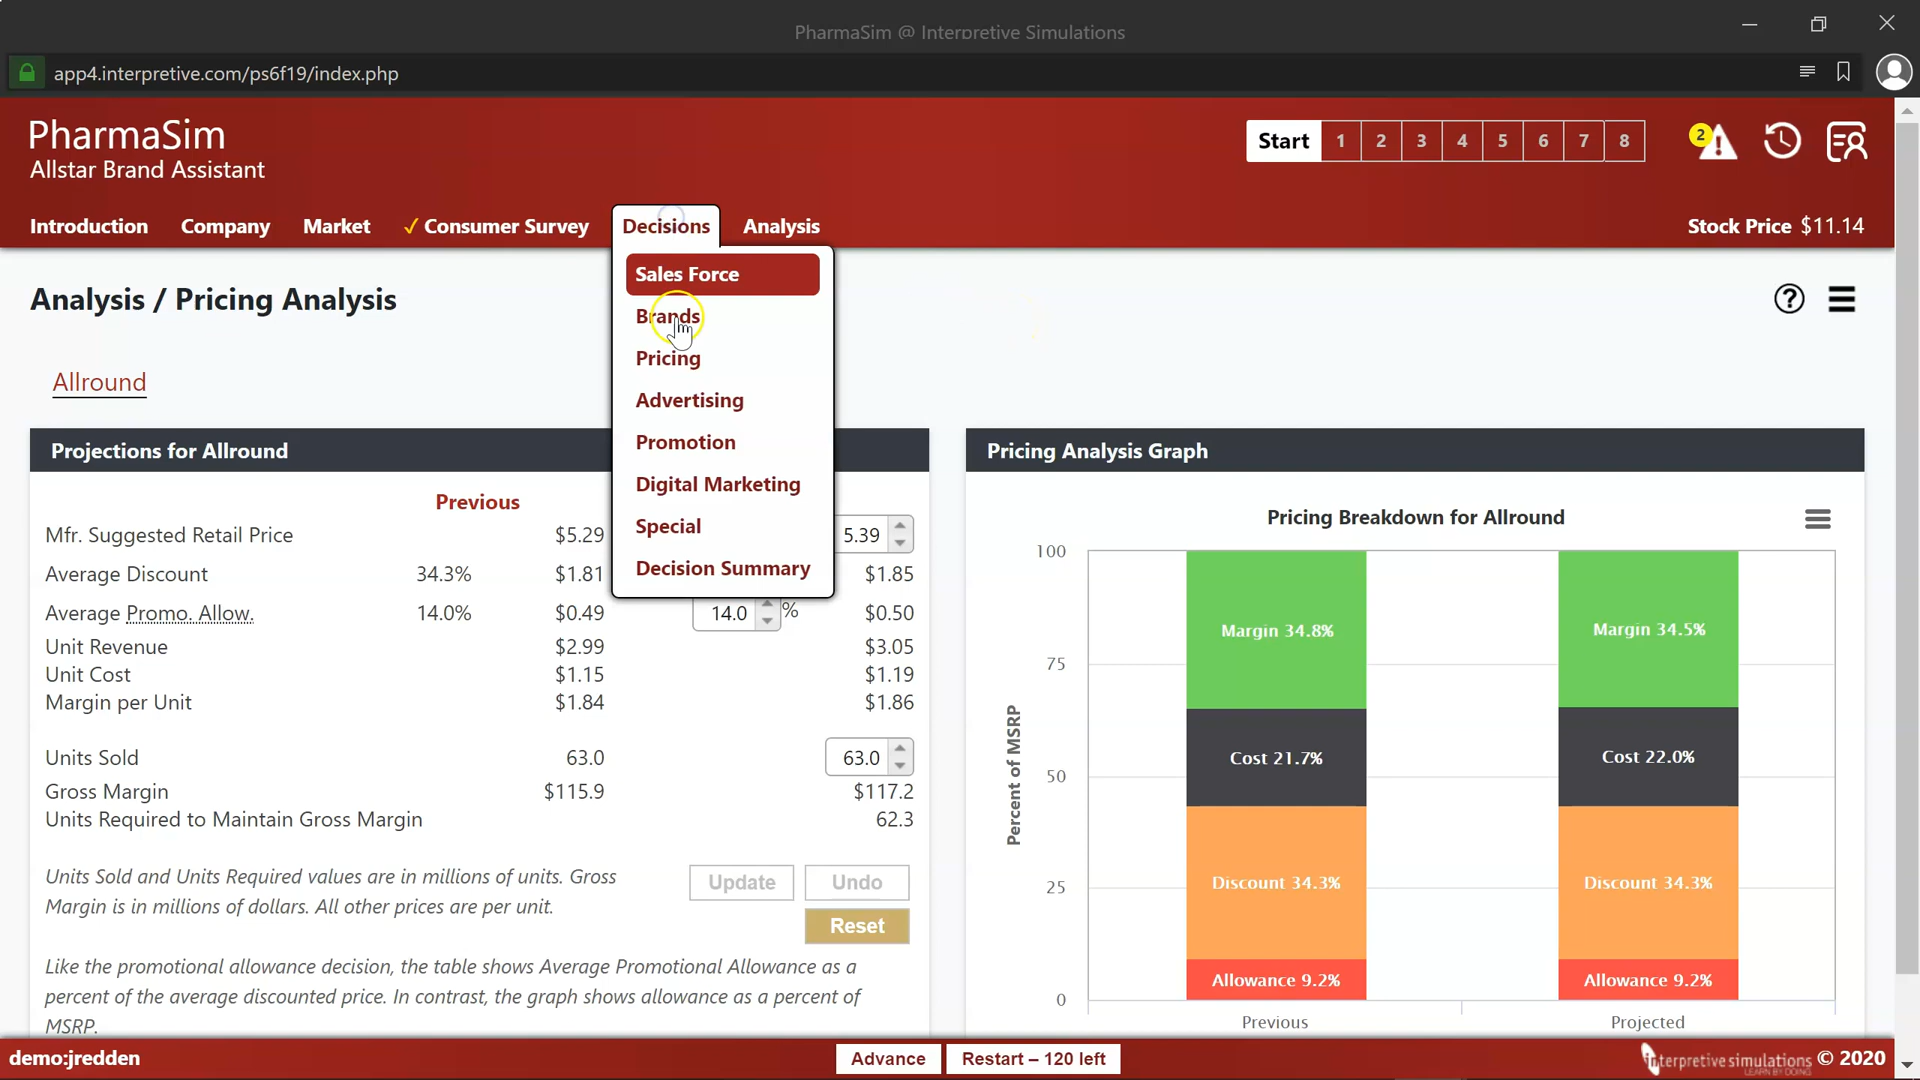 PharmaSim @ Interpretive Simulations
app4.interpretive.com/ps6f19/index.php
PharmaSim
Allstar Brand Assistant
Start 1 2 3 4 5 6 7 8
2
Introduction Company Market ✓ Consumer Survey Decisions Analysis
Stock Price $11.14
Sales Force
Brands
Pricing
Advertising
Promotion
Digital Marketing
Special
Decision Summary
Analysis / Pricing Analysis
?
Allround
Projections for Allround
Previous
Mfr. Suggested Retail Price $5.29 5.39
Average Discount 34.3% $1.81 $1.85
Average Promo. Allow. 14.0% $0.49 14.0 % $0.50
Unit Revenue $2.99 $3.05
Unit Cost $1.15 $1.19
Margin per Unit $1.84 $1.86
Units Sold 63.0 63.0
Gross Margin $115.9 $117.2
Units Required to Maintain Gross Margin 62.3
Units Sold and Units Required values are in millions of units. Gross
Margin is in millions of dollars. All other prices are per unit.
Update Undo
Reset
Like the promotional allowance decision, the table shows Average Promotional Allowance as a
percent of the average discounted price. In contrast, the graph shows allowance as a percent of
MSRP.
Pricing Analysis Graph
Pricing Breakdown for Allround
Percent of MSRP
100
75
50
25
0
Margin 34.8%
Cost 21.7%
Discount 34.3%
Allowance 9.2%
Margin 34.5%
Cost 22.0%
Discount 34.3%
Allowance 9.2%
Previous Projected
demo:jredden
Advance Restart – 120 left
interpretive simulations © 2020
LEARN BY DOING